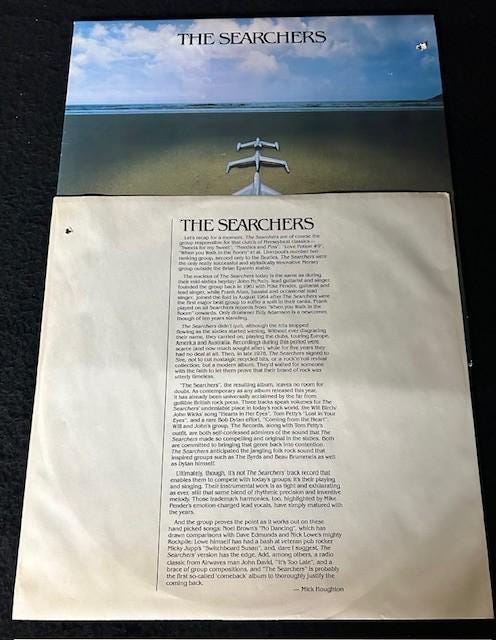 THE SEARCHERS
THE SEARCHERS
Let's recap for a moment. The Searchers are of course the
group responsible for that clutch of Merseybeat classics—
"Sweets for my Sweet", "Needles and Pins", "Love Potion #9",
"When you Walk in the Room" et al. Liverpool's number two
ranking group, second only to the Beatles, The Searchers were
the only really successful and stylistically innovative Mersey
group outside the Brian Epstein stable.
The nucleus of The Searchers today is the same as during
their mid-sixties heyday: John McNally, lead guitarist and singer,
founded the group back in 1961 with Mike Pender, guitarist and
lead singer, while Frank Allen, bassist and occasional lead
singer, joined the fold in August 1964 after The Searchers were
the first major beat group to suffer a split in their ranks. Frank
played on all Searchers records from "When you Walk in the
Room" onwards. Only drummer Billy Adamson is a newcomer,
though of ten years standing.
The Searchers didn't quit, although the hits stopped
flowing as the sixties started winning. Without ever disgracing
their name, they carried on, playing the clubs, touring Europe,
America and Australia. Recordings during this period were
scarce (and now much sought after), while for five years they
had no deal at all. Then, in late 1978, The Searchers signed to
Sire, not to cut nostalgic recycled hits, or a rock'n'roll revival
collection, but a modern album. They'd waited for someone
with the faith to let them prove that their brand of rock was
utterly timeless.
"The Searchers", the resulting album, leaves no room for
doubts. As contemporary as any album released this year,
it has already been universally acclaimed by the far from
gullible British rock press. Three tracks speak volumes for The
Searchers' undeniable place in today's rock world, the Will Birch/
John Wicks' song "Hearts in Her Eyes", Tom Petty's "Lost in Your
Eyes", and a rare Bob Dylan effort, "Coming from the Heart".
Will and John's group, The Records, along with Tom Petty's
outfit, are both self-confessed admirers of the sound that The
Searchers made so compelling and original in the sixties. Both
are committed to bringing that genre back into contention.
The Searchers anticipated the jangling folk rock sound that
inspired groups such as The Byrds and Beau Brummels as well
as Dylan himself.
Ultimately, though, it's not The Searchers' track record that
enables them to compete with today's groups; it's their playing
and singing. Their instrumental work is as tight and exhilarating
as ever, still that same blend of rhythmic precision and inventive
melody. Those trademark harmonies, too, highlighted by Mike
Pender's emotion-charged lead vocals, have simply matured with
the years.
And the group proves the point as it works out on these
hand picked songs: Noel Brown's "No Dancing", which has
drawn comparisons with Dave Edmunds and Nick Lowe's mighty
Rockpile; Lowe himself has had a bash at veteran pub rocker
Micky Jupp's "Switchboard Susan", and, dare I suggest, The
Searchers' version has the edge. Add, among others, a radio
classic from Airwaves man John David, "It's Too Late", and a
brace of group compositions, and "The Searchers" is probably
the first so-called 'comeback' album to thoroughly justify the
coming back.
— Mick Houghton